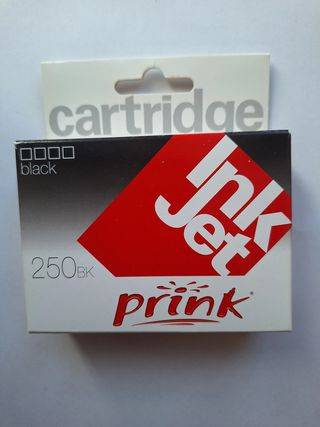 cartridge
black
Ink
Jet
250BK
prink®